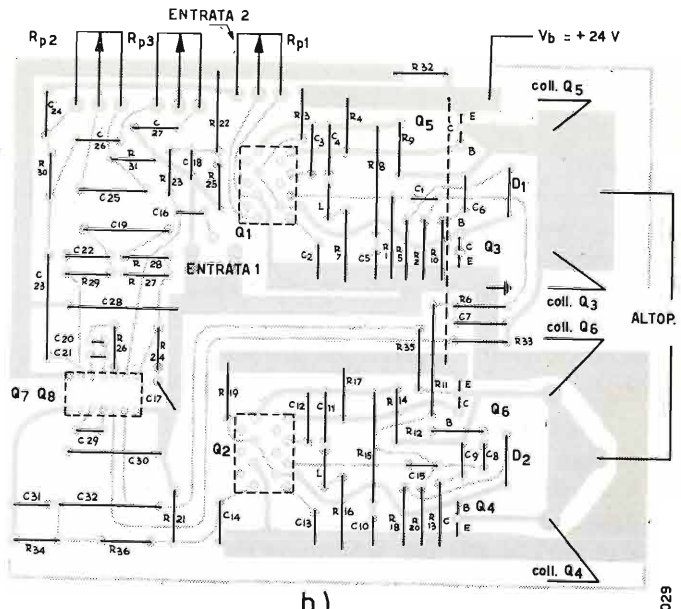 ENTRATA 2
Rp2
Rp3
Rp1
Vb = + 24 V
R32
coll. Q5
C24
C26
C27
R22
R3
C3
C4
R4
R9
Q5
E
C
B
R30
R31
R23
C18
R25
R8
D1
C25
C1
C6
C16
Q1
L
C19
B
C22
R28
ENTRATA 1
C2
R7
C5
R1
R5
R2
R10
C
E
Q3
R29
R27
C23
C28
R6
coll. Q3
C7
coll. Q6
ALTOP.
C20
C21
R26
R24
R35
R33
Q7 Q8
C17
R19
C12
C11
R17
R14
R11
E
C
Q2
R12
B
Q6
C29
R15
C9
C8
D2
C30
L
C15
C31
C32
R21
C14
C13
R16
C10
R18
R20
R13
C
B
E
Q4
R34
R36
coll. Q4
b)
029